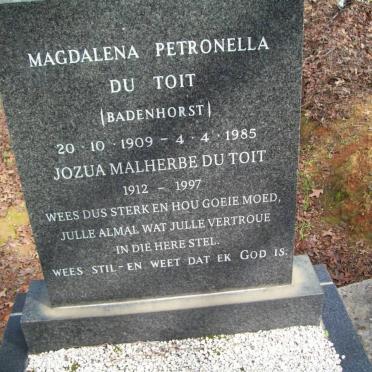 MAGDALENA PETRONELLA
DU TOIT
(BADENHORST)
20 · 10 · 1909 – 4 · 4 · 1985
JOZUA MALHERBE DU TOIT
1912 – 1997
WEES DUS STERK EN HOU GOEIE MOED,
JULLE ALMAL WAT JULLE VERTROUE
IN DIE HERE STEL.
WEES STIL-EN WEET DAT EK GOD IS.